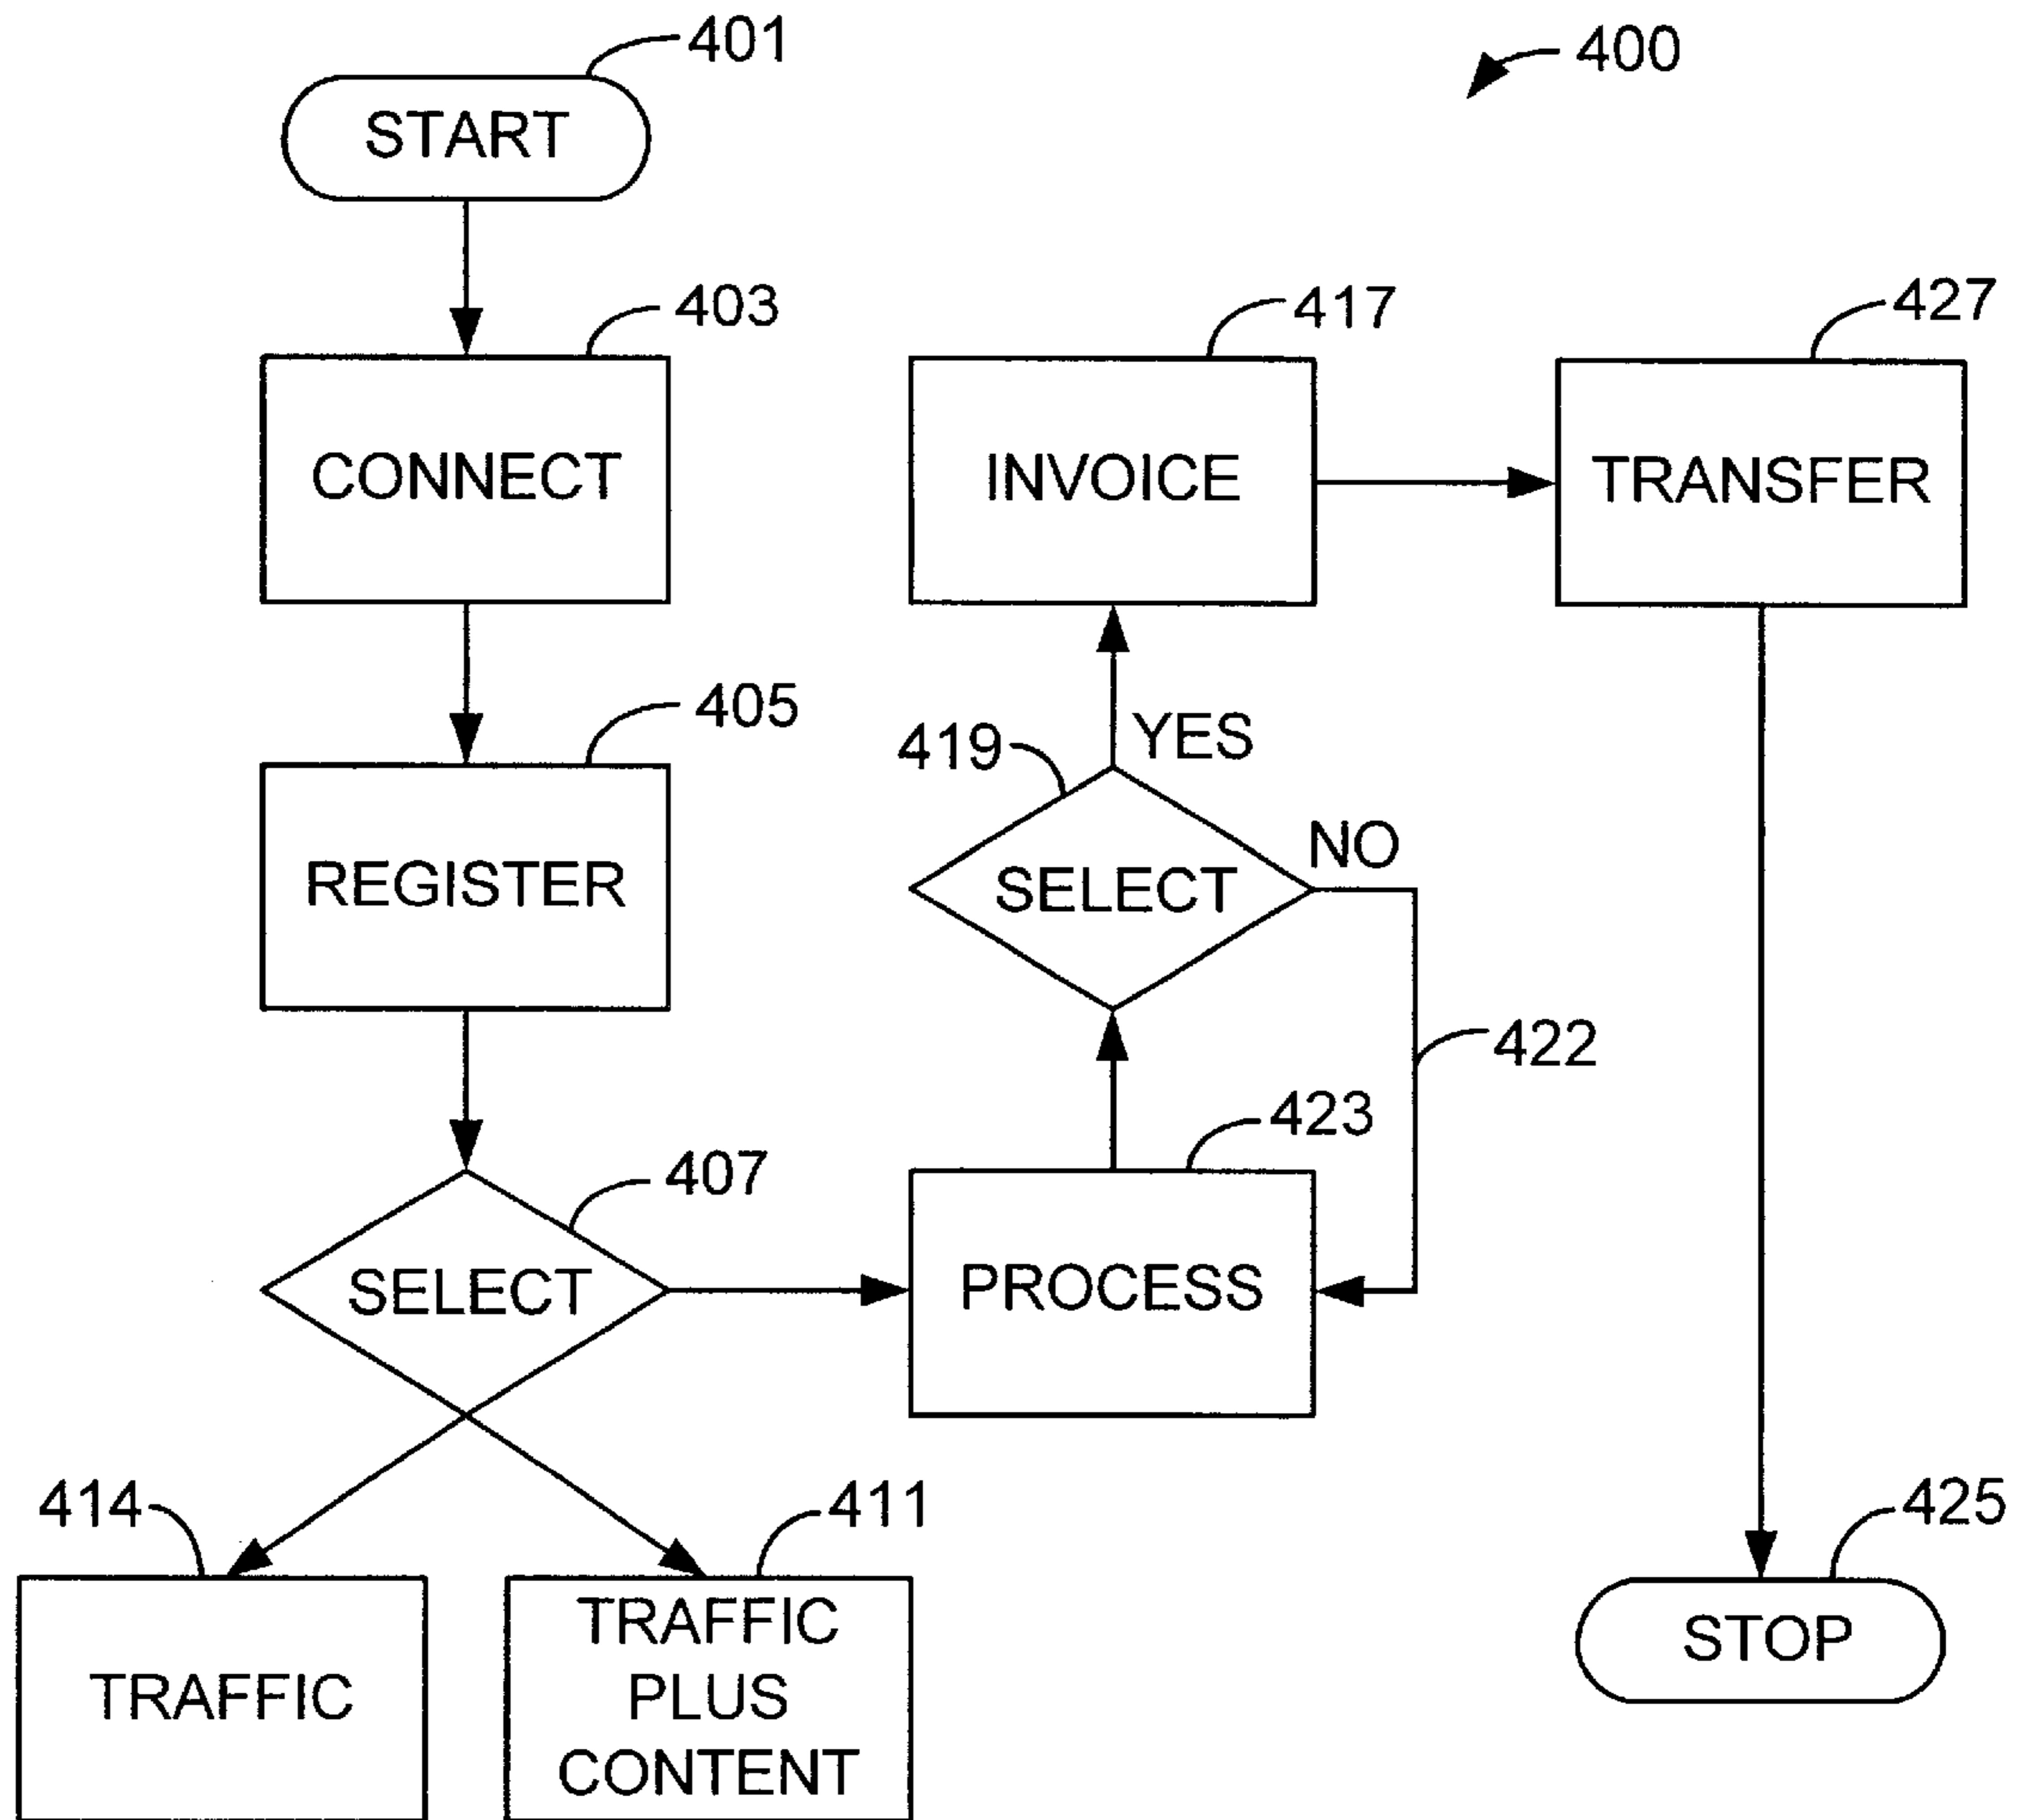 401
400
START
403
417
427
CONNECT
INVOICE
TRANSFER
405
419
YES
REGISTER
NO
SELECT
422
407
423
SELECT
PROCESS
414
411
425
TRAFFIC
PLUS
CONTENT
TRAFFIC
STOP